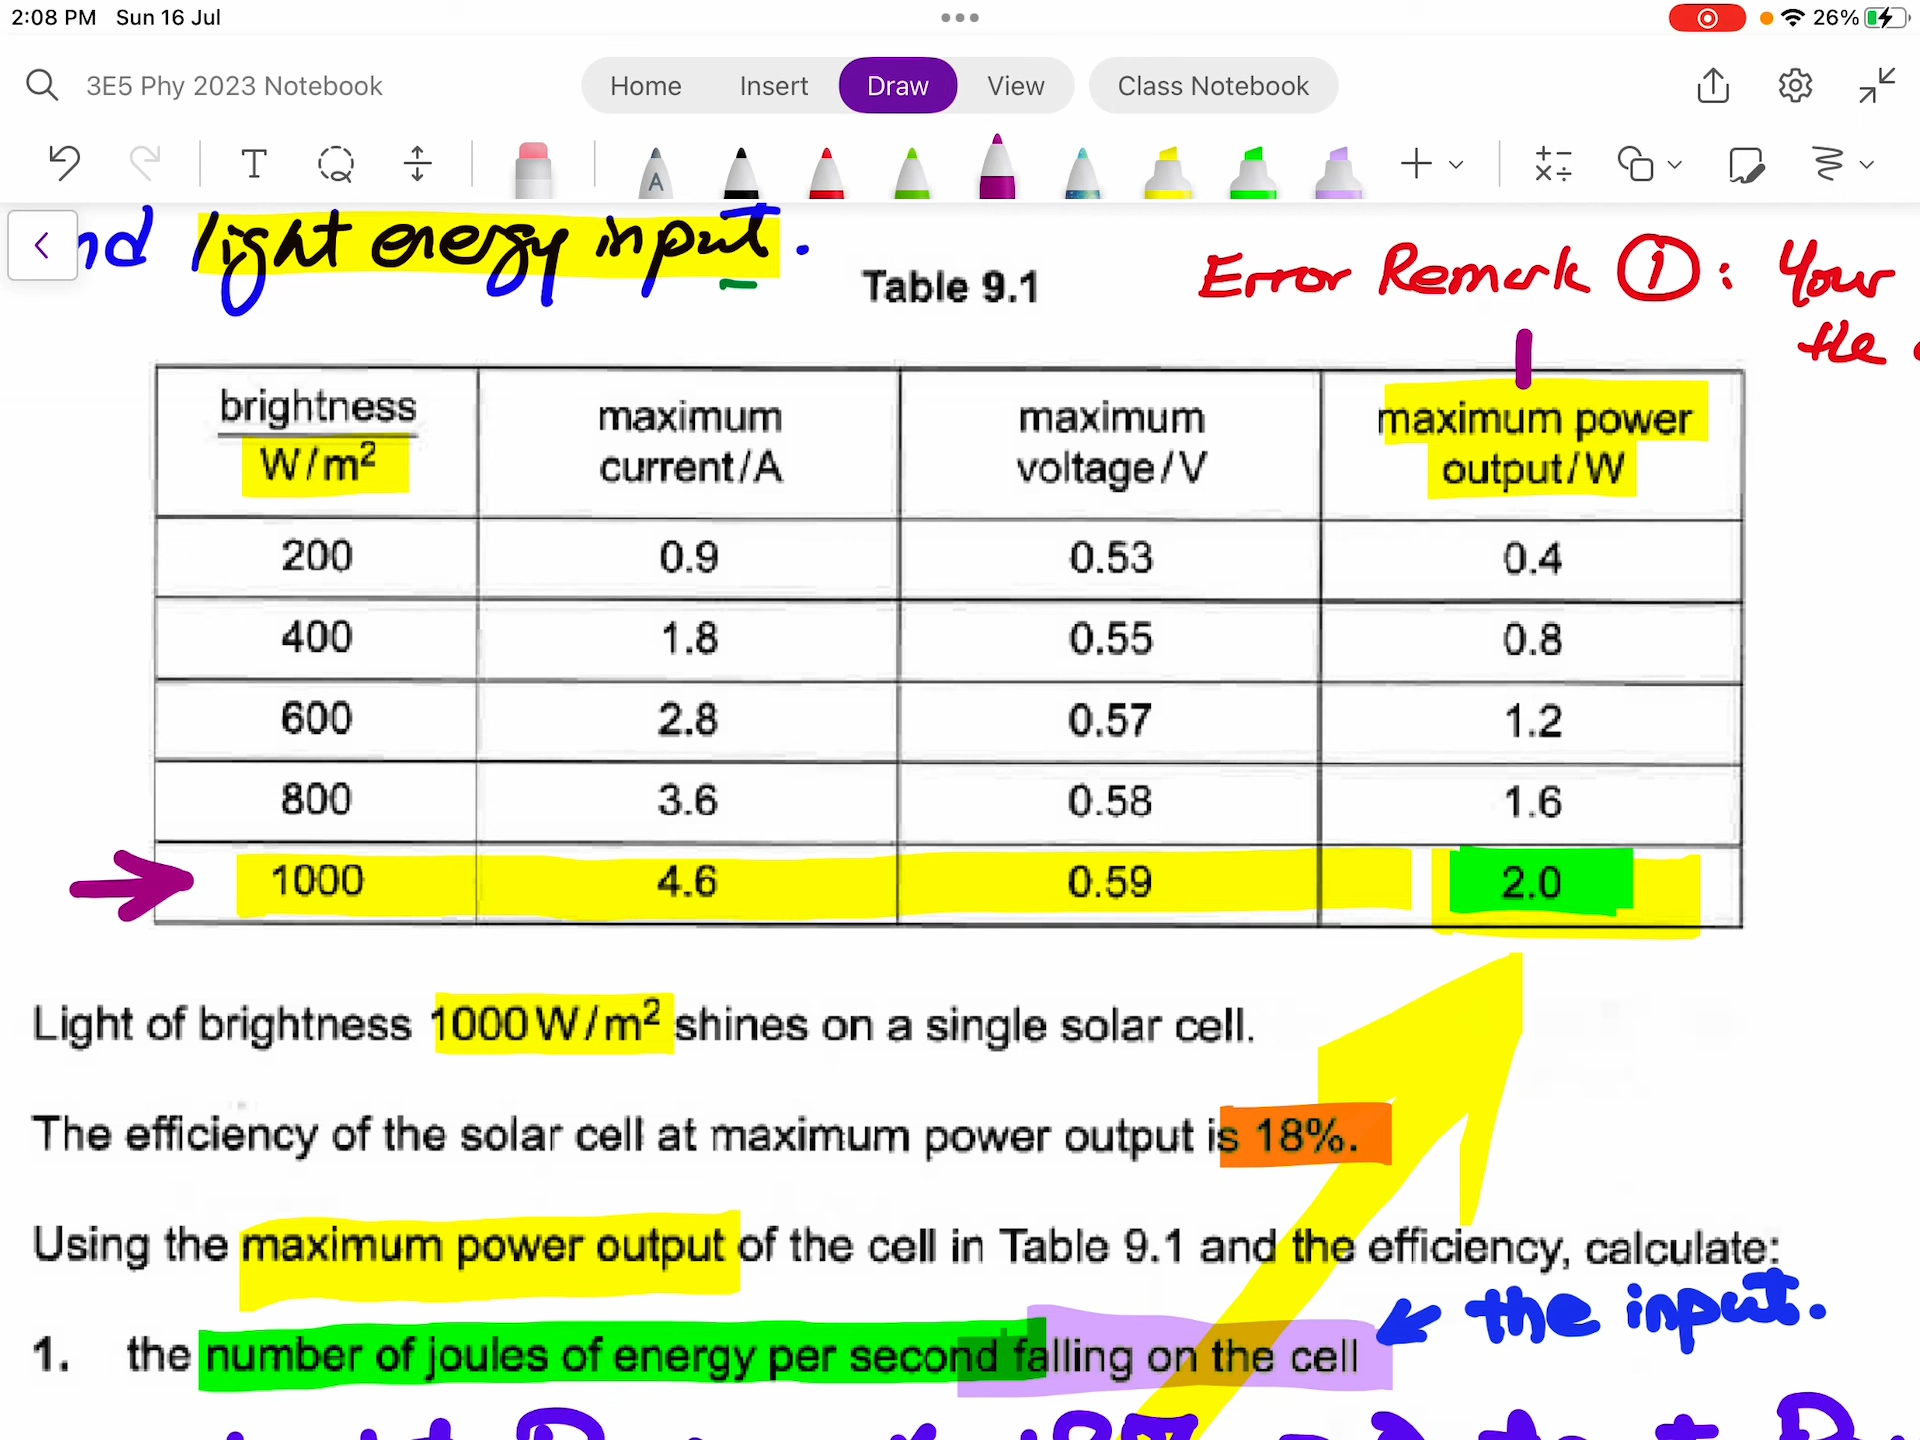 2:08 PM Sun 16 Jul
26%
3E5 Phy 2023 Notebook
Home Insert Draw View Class Notebook
T A
nd light energy input.
Table 9.1
Error Remark ①: Your
the
brightness maximum maximum maximum power
W/m² current/A voltage/V output/W
200 0.9 0.53 0.4
400 1.8 0.55 0.8
600 2.8 0.57 1.2
800 3.6 0.58 1.6
1000 4.6 0.59 2.0
Light of brightness 1000 W/m² shines on a single solar cell.
The efficiency of the solar cell at maximum power output is 18%.
Using the maximum power output of the cell in Table 9.1 and the efficiency, calculate:
the input.
1. the number of joules of energy per second falling on the cell